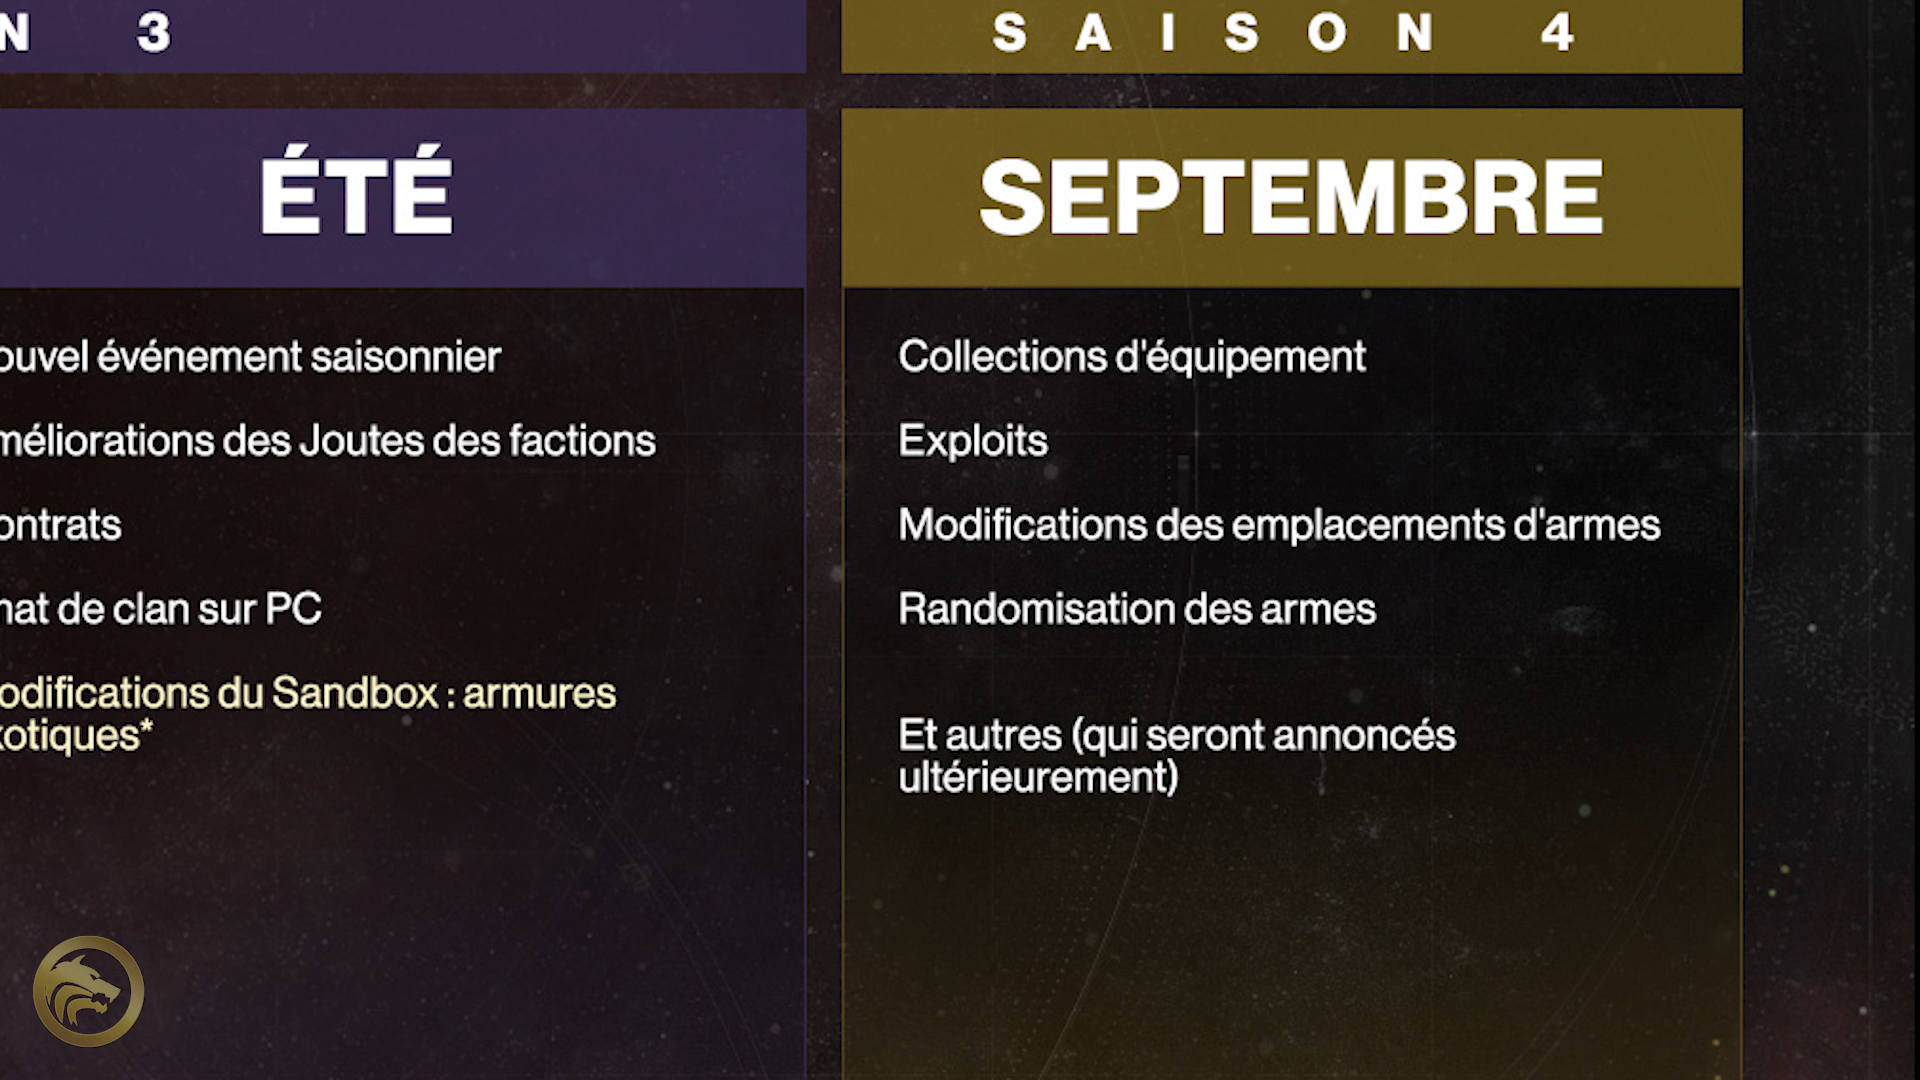 N 3
ÉTÉ
ouvel événement saisonnier
méliorations des Joutes des factions
ontrats
hat de clan sur PC
odifications du Sandbox : armures
xotiques*
SAISON 4
SEPTEMBRE
Collections d'équipement
Exploits
Modifications des emplacements d'armes
Randomisation des armes
Et autres (qui seront annoncés
ultérieurement)